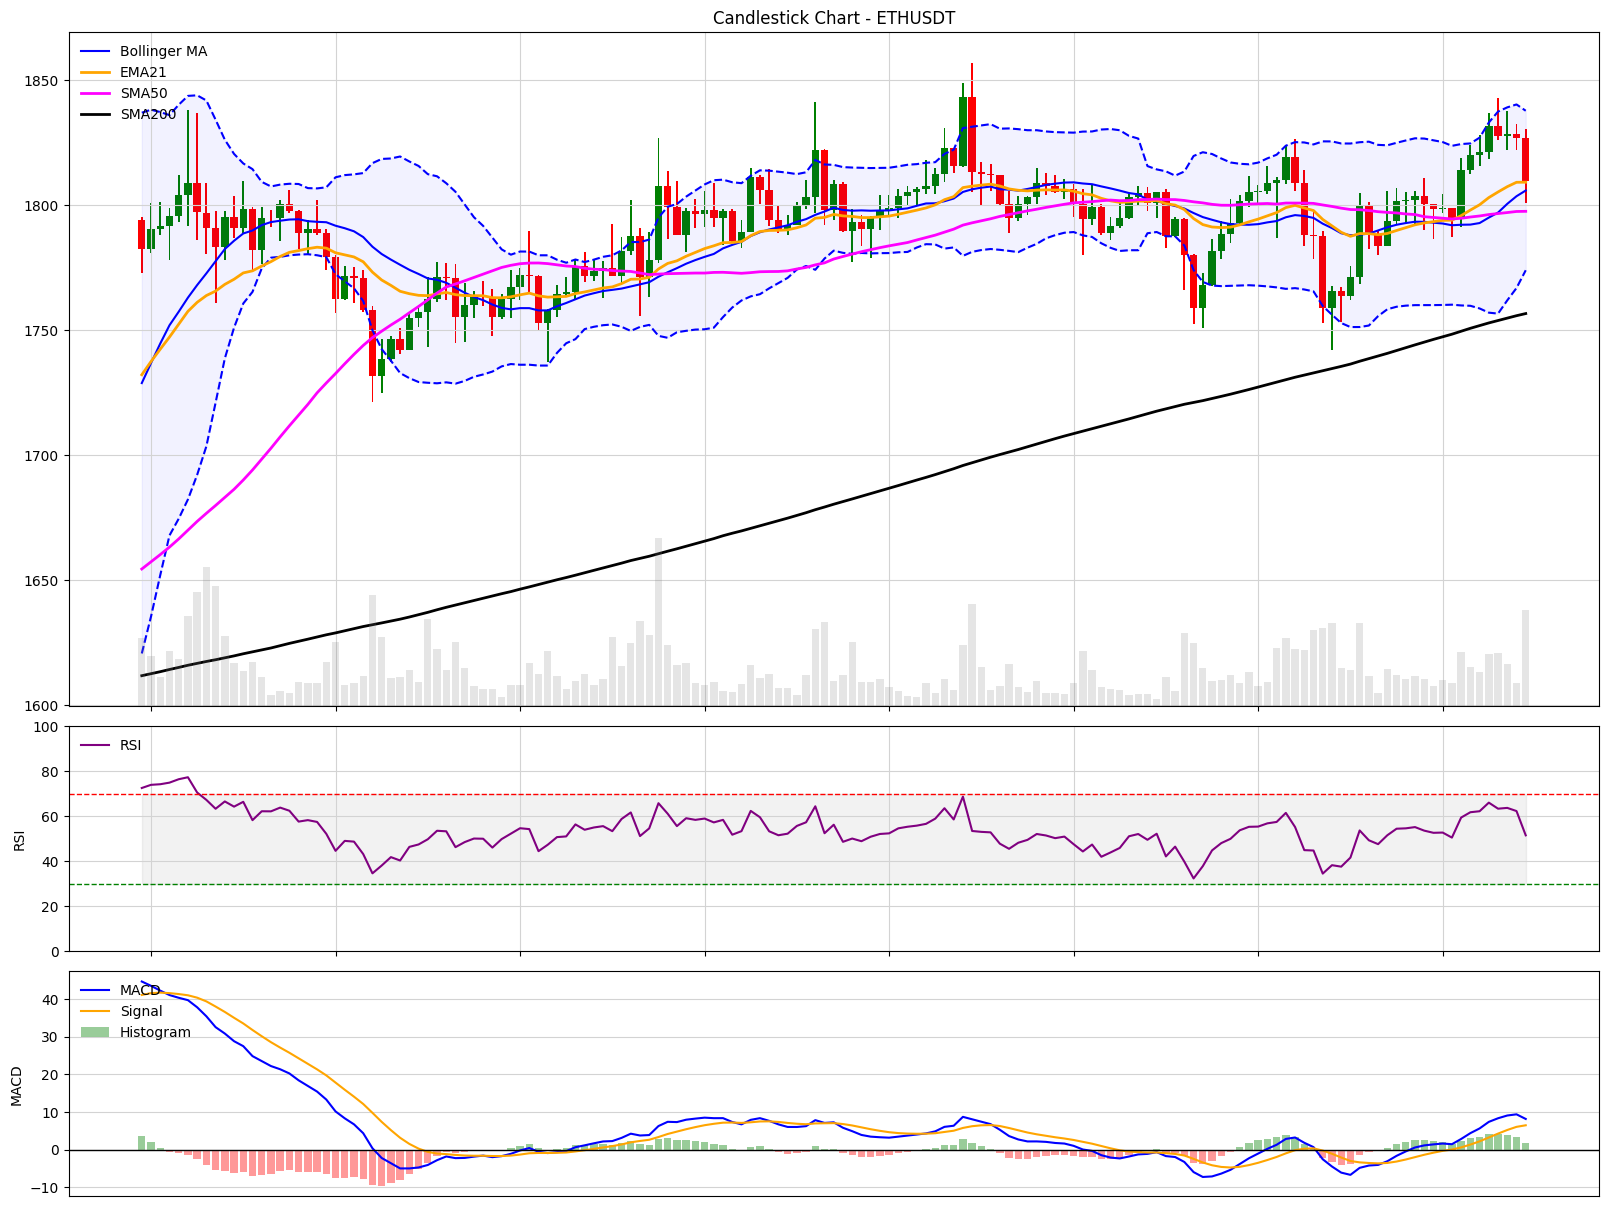 Candlestick Chart - ETHUSDT
Bollinger MA
EMA21
SMA50
SMA200
1850
1800
1750
1700
1650
1600
RSI
100
80
60
40
20
0
RSI
MACD
Signal
Histogram
40
30
20
10
0
−10
MACD